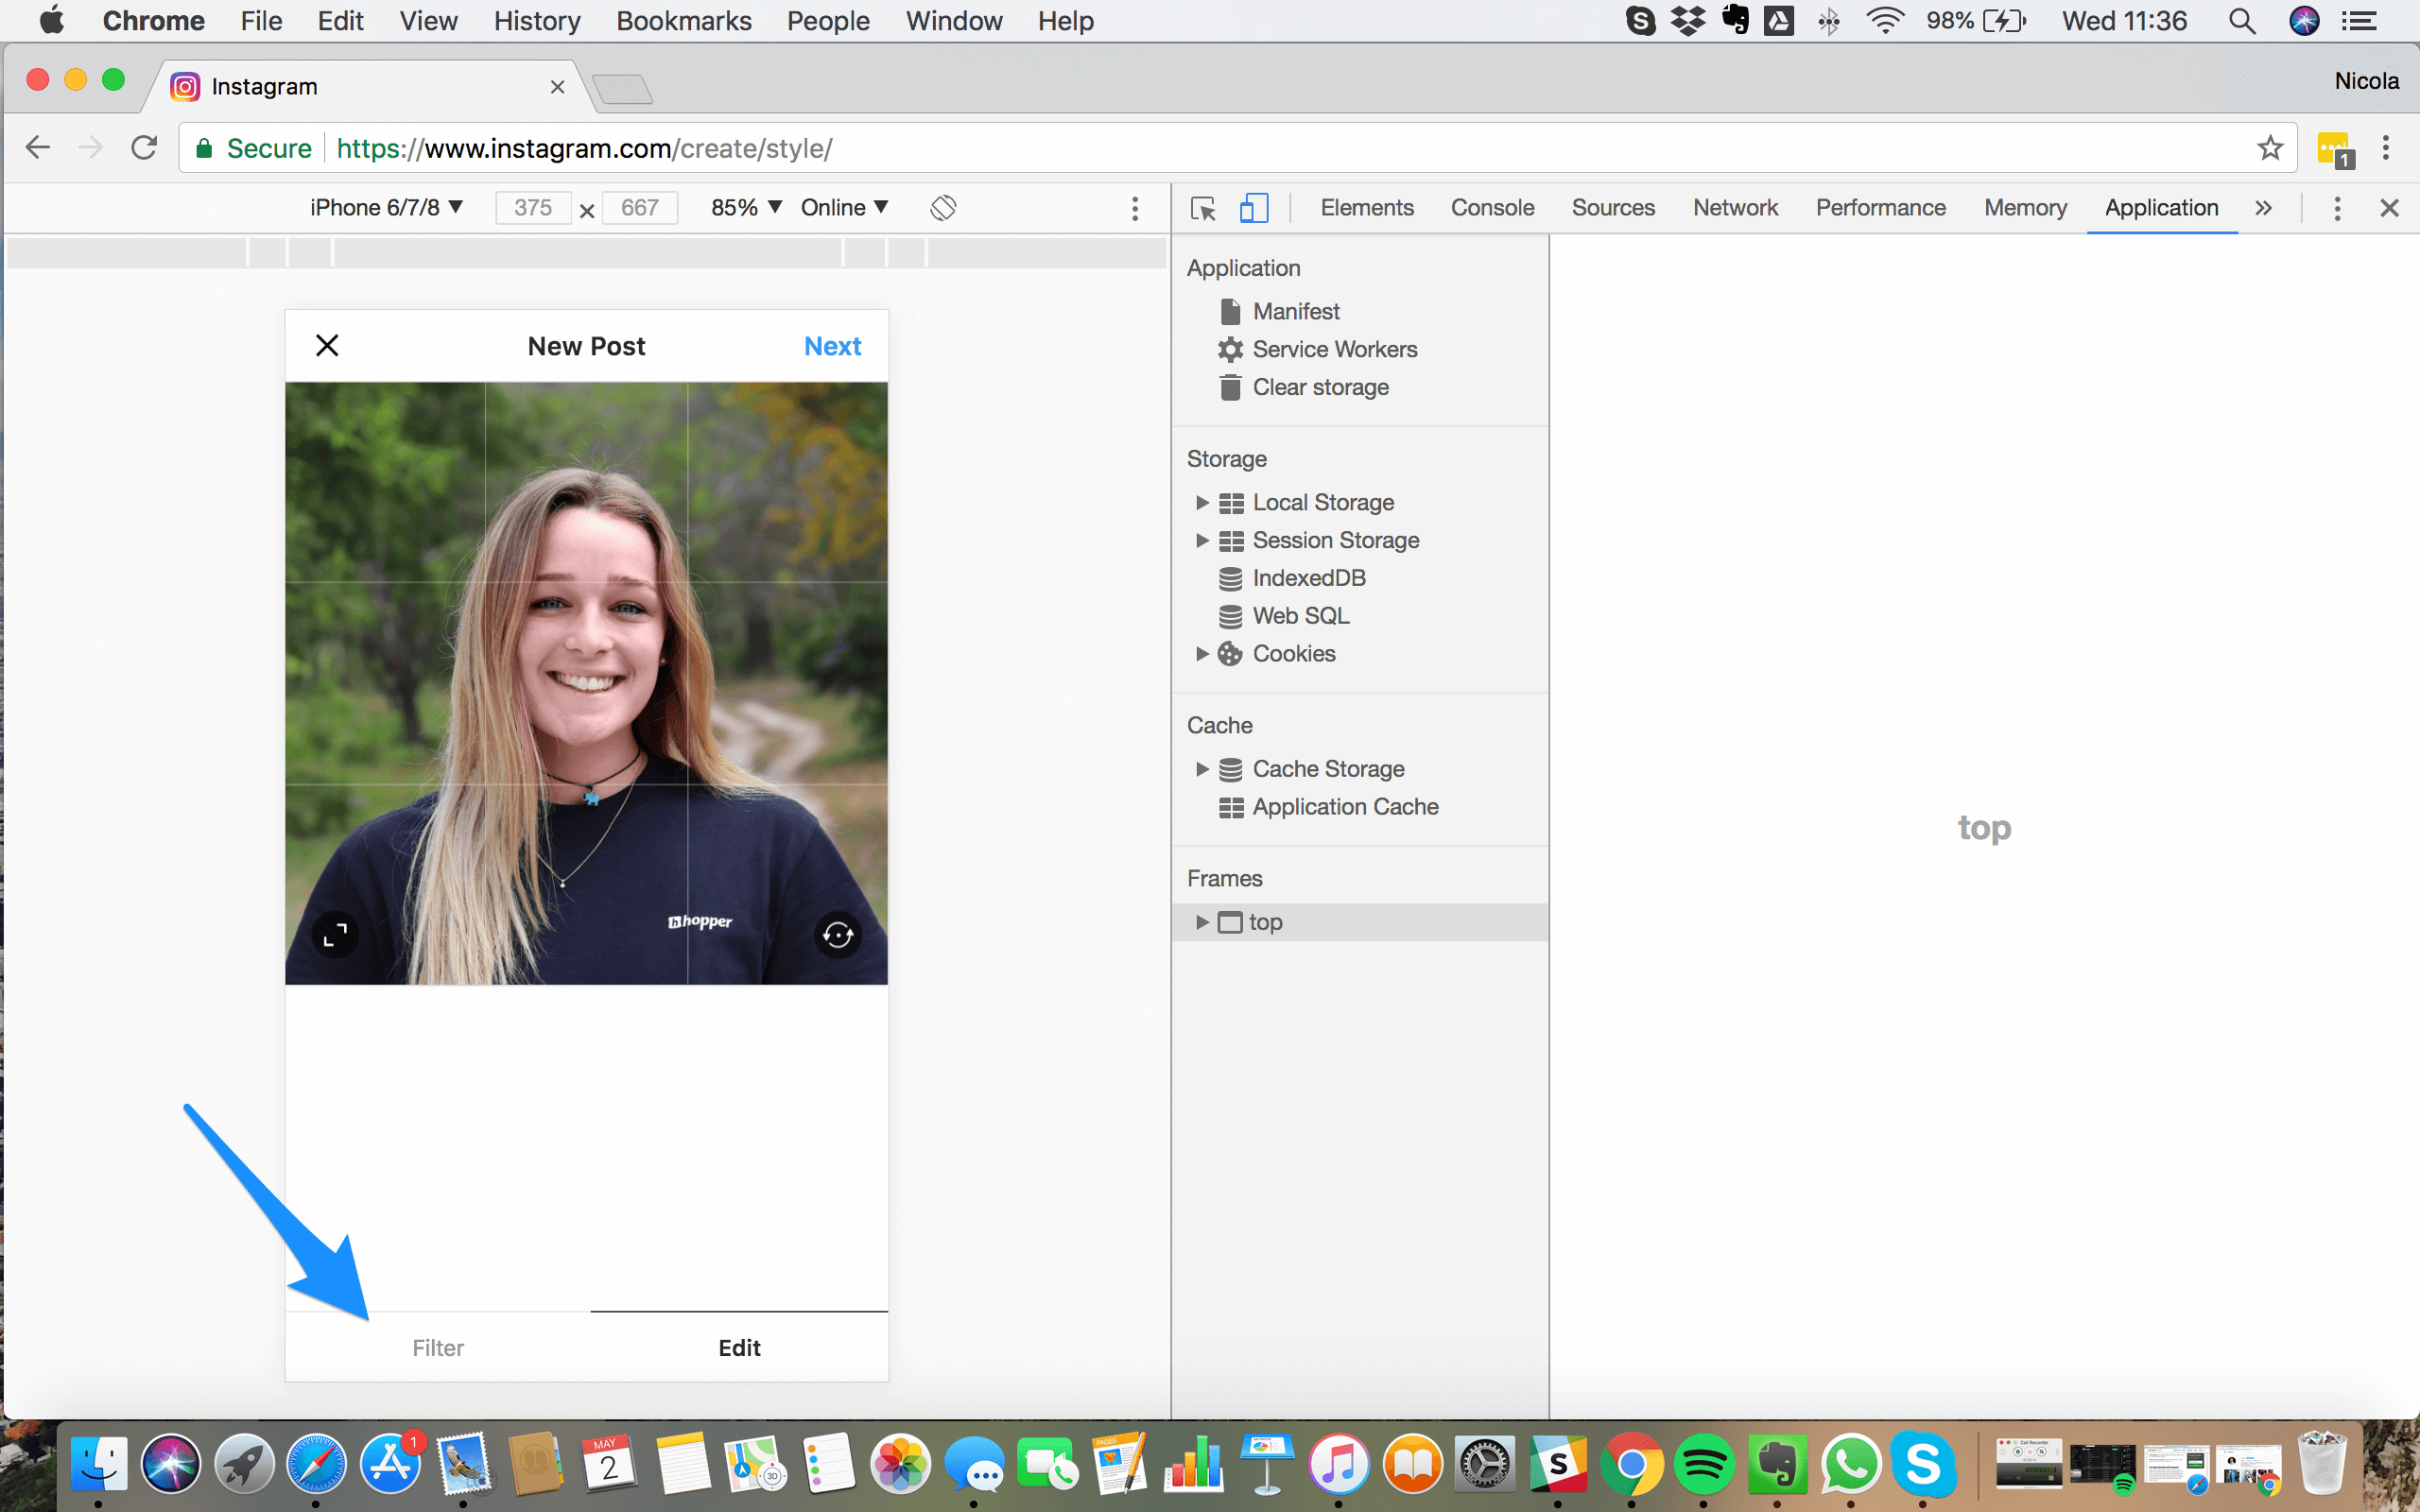 Chrome File Edit View History Bookmarks People Window Help 98% Wed 11:36
Instagram Nicola
Secure https://www.instagram.com/create/style/ 1
iPhone 6/7/8 375 × 667 85% Online Elements Console Sources Network Performance Memory Application
New Post Next
hopper
Filter Edit
Application
Manifest
Service Workers
Clear storage
Storage
Local Storage
Session Storage
IndexedDB
Web SQL
Cookies
Cache
Cache Storage
Application Cache
Frames
top
top
1
MAY
2
3D
PAGES